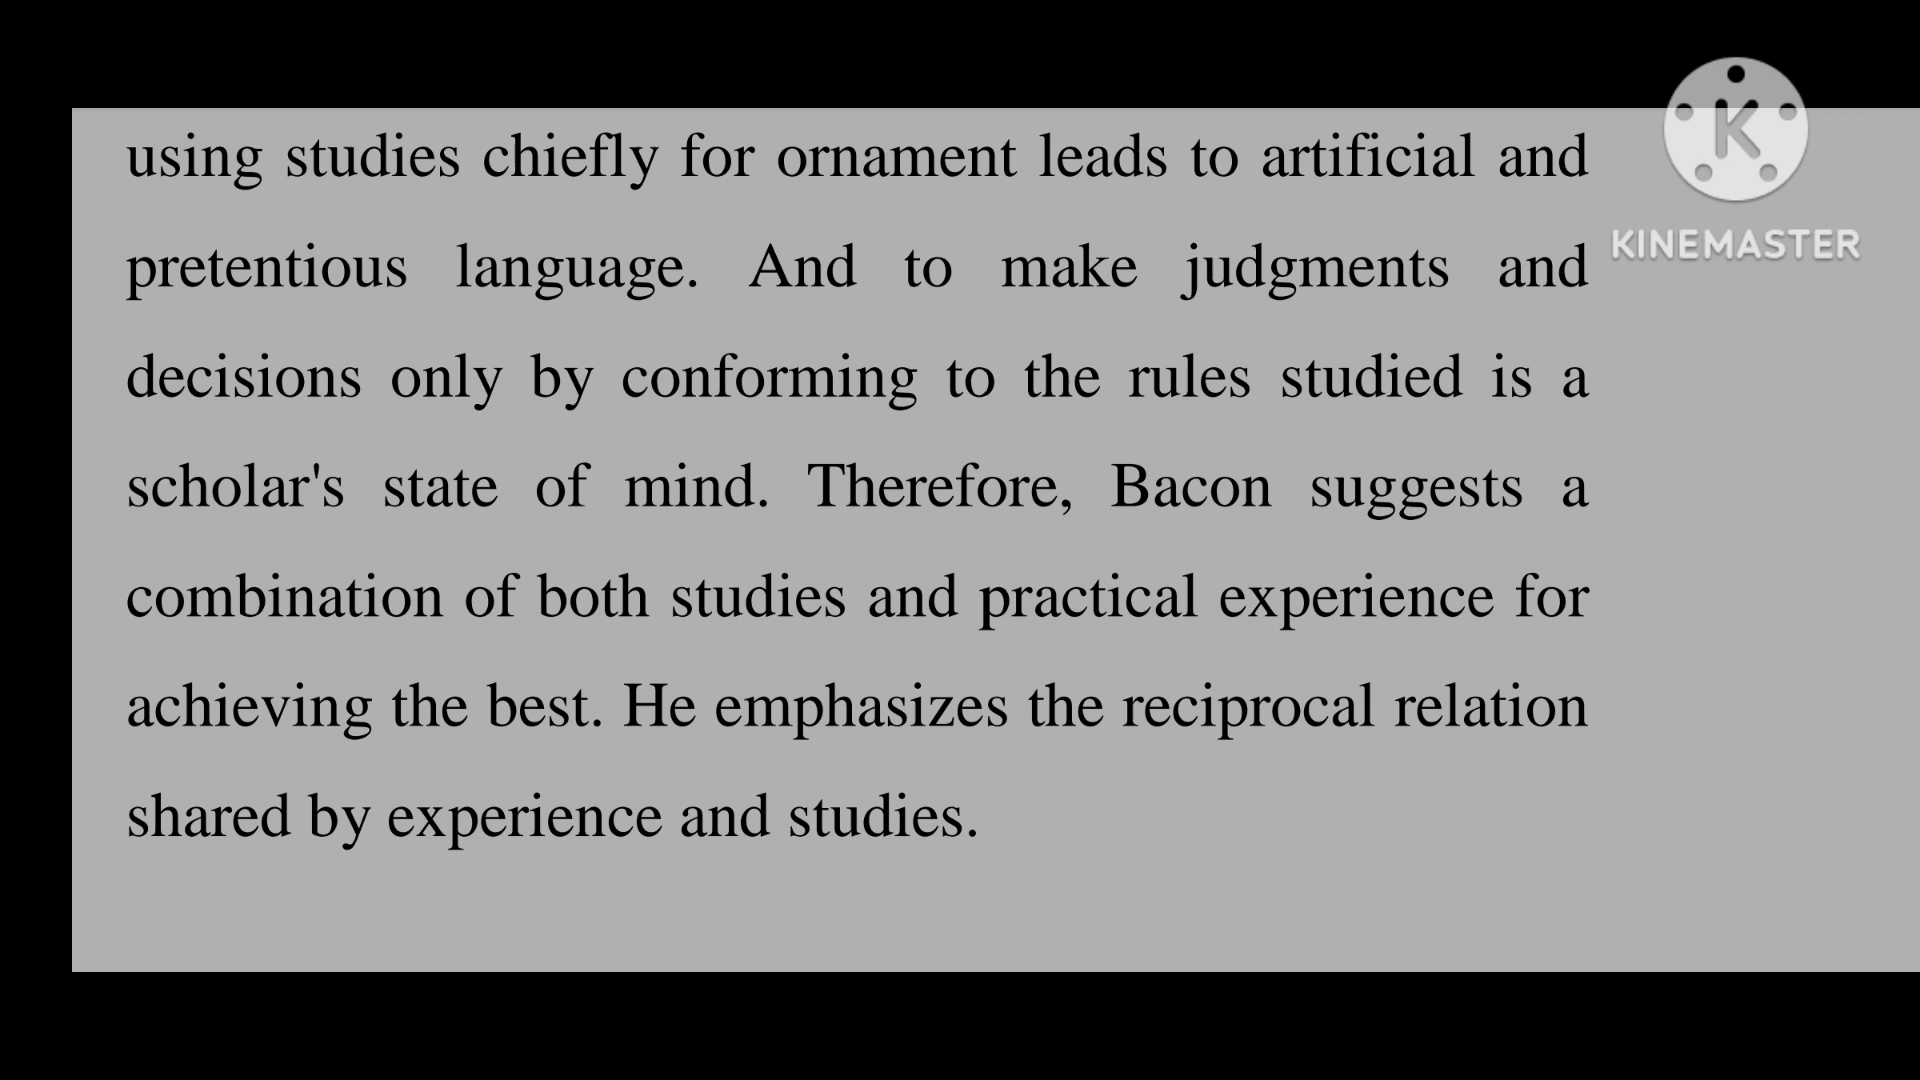 using studies chiefly for ornament leads to artificial and
pretentious language. And to make judgments and
decisions only by conforming to the rules studied is a
scholar's state of mind. Therefore, Bacon suggests a
combination of both studies and practical experience for
achieving the best. He emphasizes the reciprocal relation
shared by experience and studies.
K
KINEMASTER